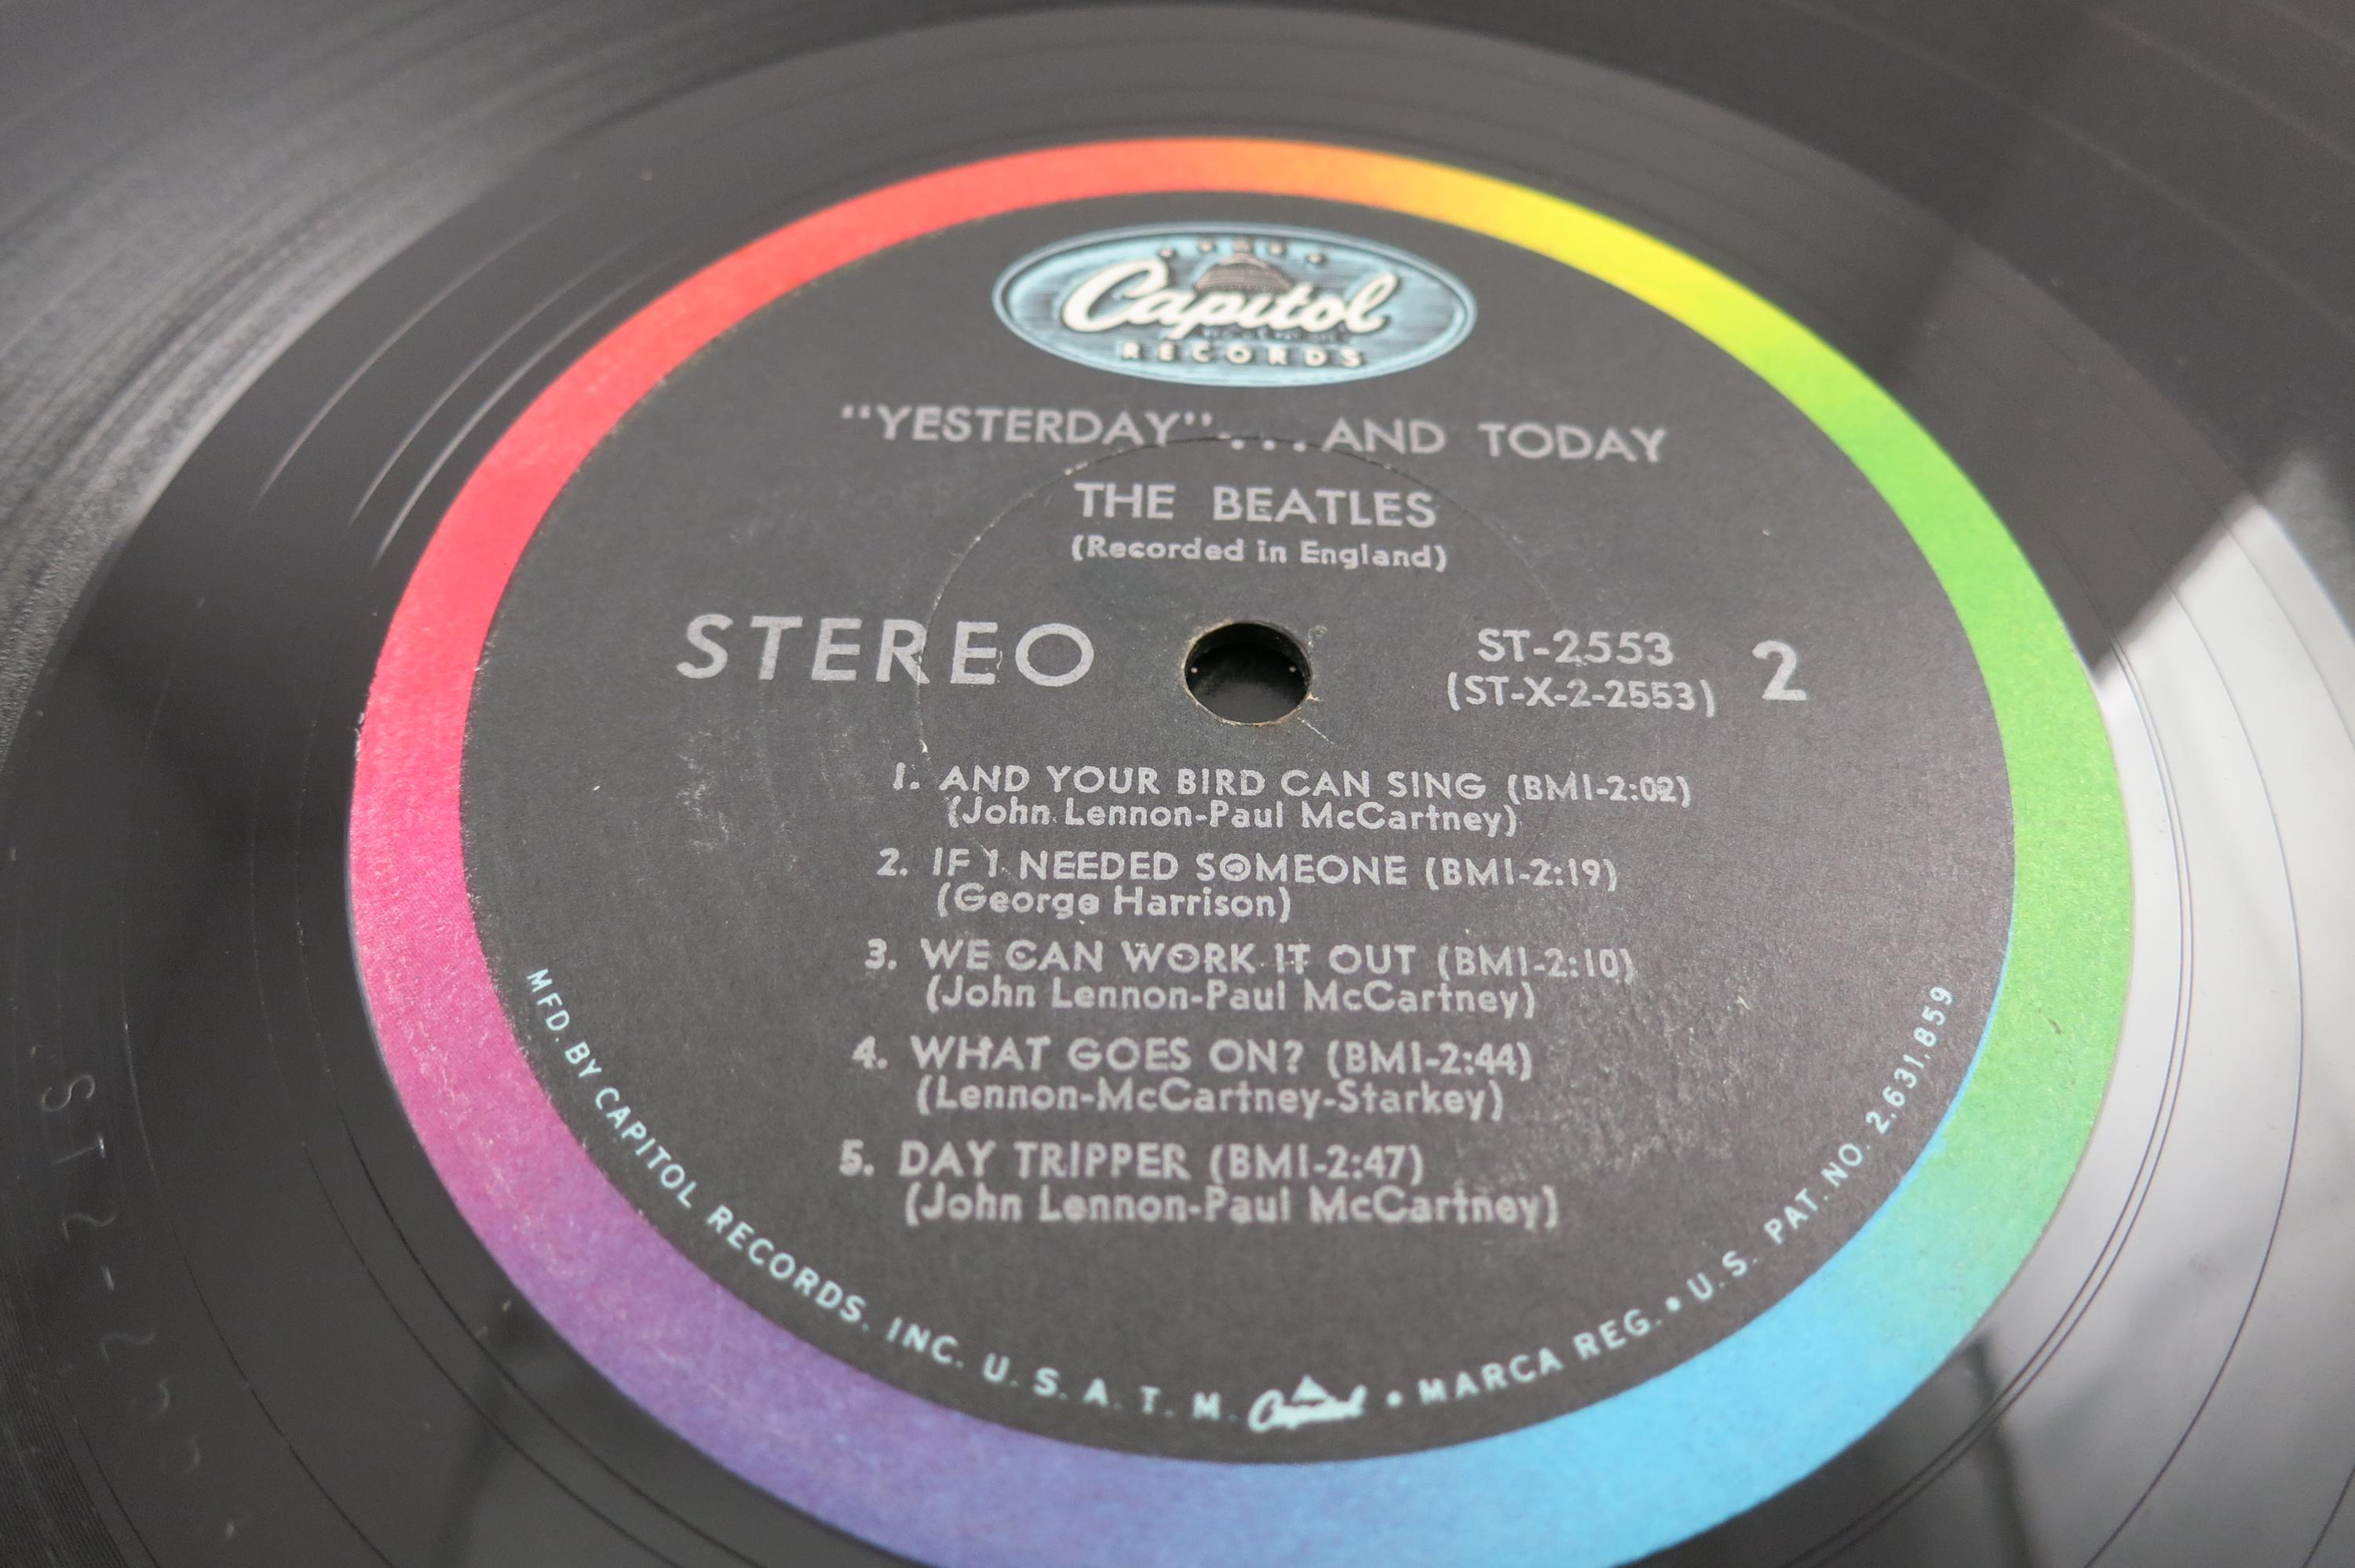 Capitol
RECORDS
"YESTERDAY"...AND TODAY
THE BEATLES
(Recorded in England)
STEREO
ST-2553
(ST-X-2-2553)
2
1. AND YOUR BIRD CAN SING (BMI-2:02)
(John Lennon-Paul McCartney)
2. IF I NEEDED SOMEONE (BMI-2:19)
(George Harrison)
3. WE CAN WORK IT OUT (BMI-2:10)
(John Lennon-Paul McCartney)
4. WHAT GOES ON? (BMI-2:44)
(Lennon-McCartney-Starkey)
5. DAY TRIPPER (BMI-2:47)
(John Lennon-Paul McCartney)
MFD. BY CAPITOL RECORDS, INC. U. S. A. T. M. Capitol • MARCA REG. • U. S. PAT. NO. 2,631,859